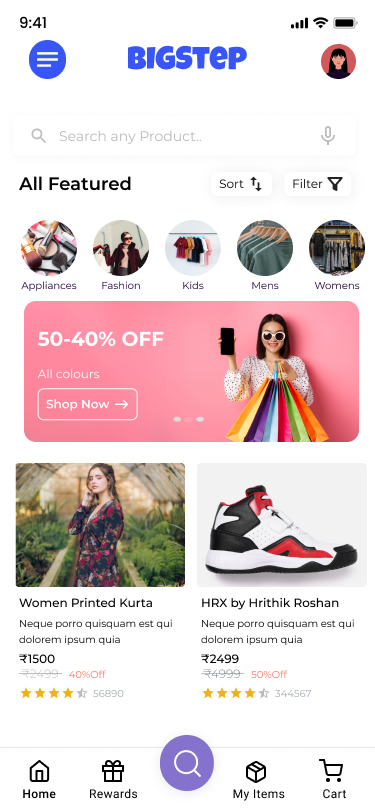 9:41
BIGSTEP
Search any Product..
All Featured
Sort
Filter
Appliances
Fashion
Kids
Mens
Womens
50-40% OFF
All colours
Shop Now →
Women Printed Kurta
Neque porro quisquam est qui
dolorem ipsum quia
₹1500
₹2499 40%Off
56890
HRX by Hrithik Roshan
Neque porro quisquam est qui
dolorem ipsum quia
₹2499
₹4999 50%Off
344567
Home
Rewards
My Items
Cart